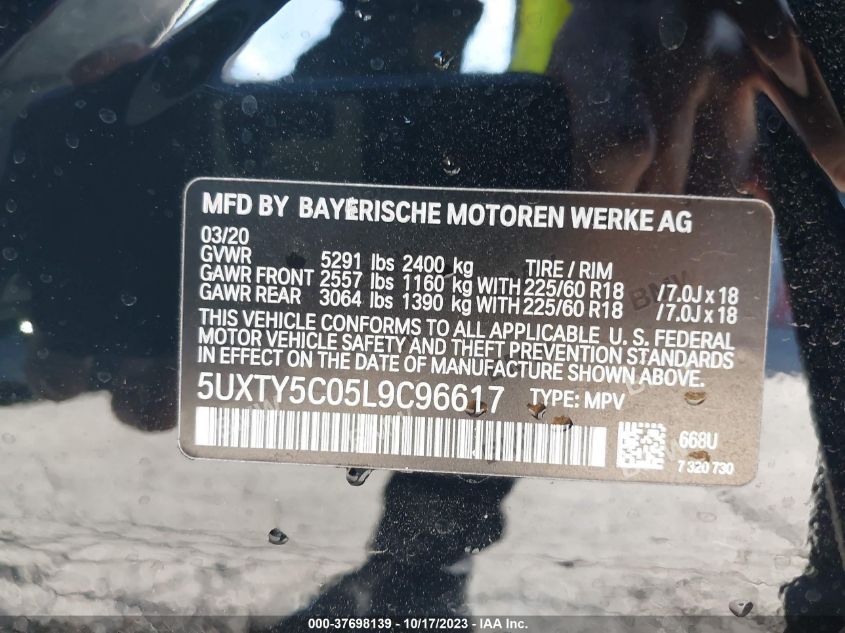 MFD BY BAYERISCHE MOTOREN WERKE AG
03/20
GVWR 5291 lbs 2400 kg TIRE / RIM
GAWR FRONT 2557 lbs 1160 kg WITH 225/60 R18 / 7.0J x 18
GAWR REAR 3064 lbs 1390 kg WITH 225/60 R18 / 7.0J x 18
THIS VEHICLE CONFORMS TO ALL APPLICABLE U. S. FEDERAL
MOTOR VEHICLE SAFETY AND THEFT PREVENTION STANDARDS
IN EFFECT ON THE DATE OF MANUFACTURE SHOWN ABOVE.
5UXTY5C05L9C96617 TYPE: MPV
668U
7 320 730
BMW
000-37698139 - 10/17/2023 - IAA Inc.